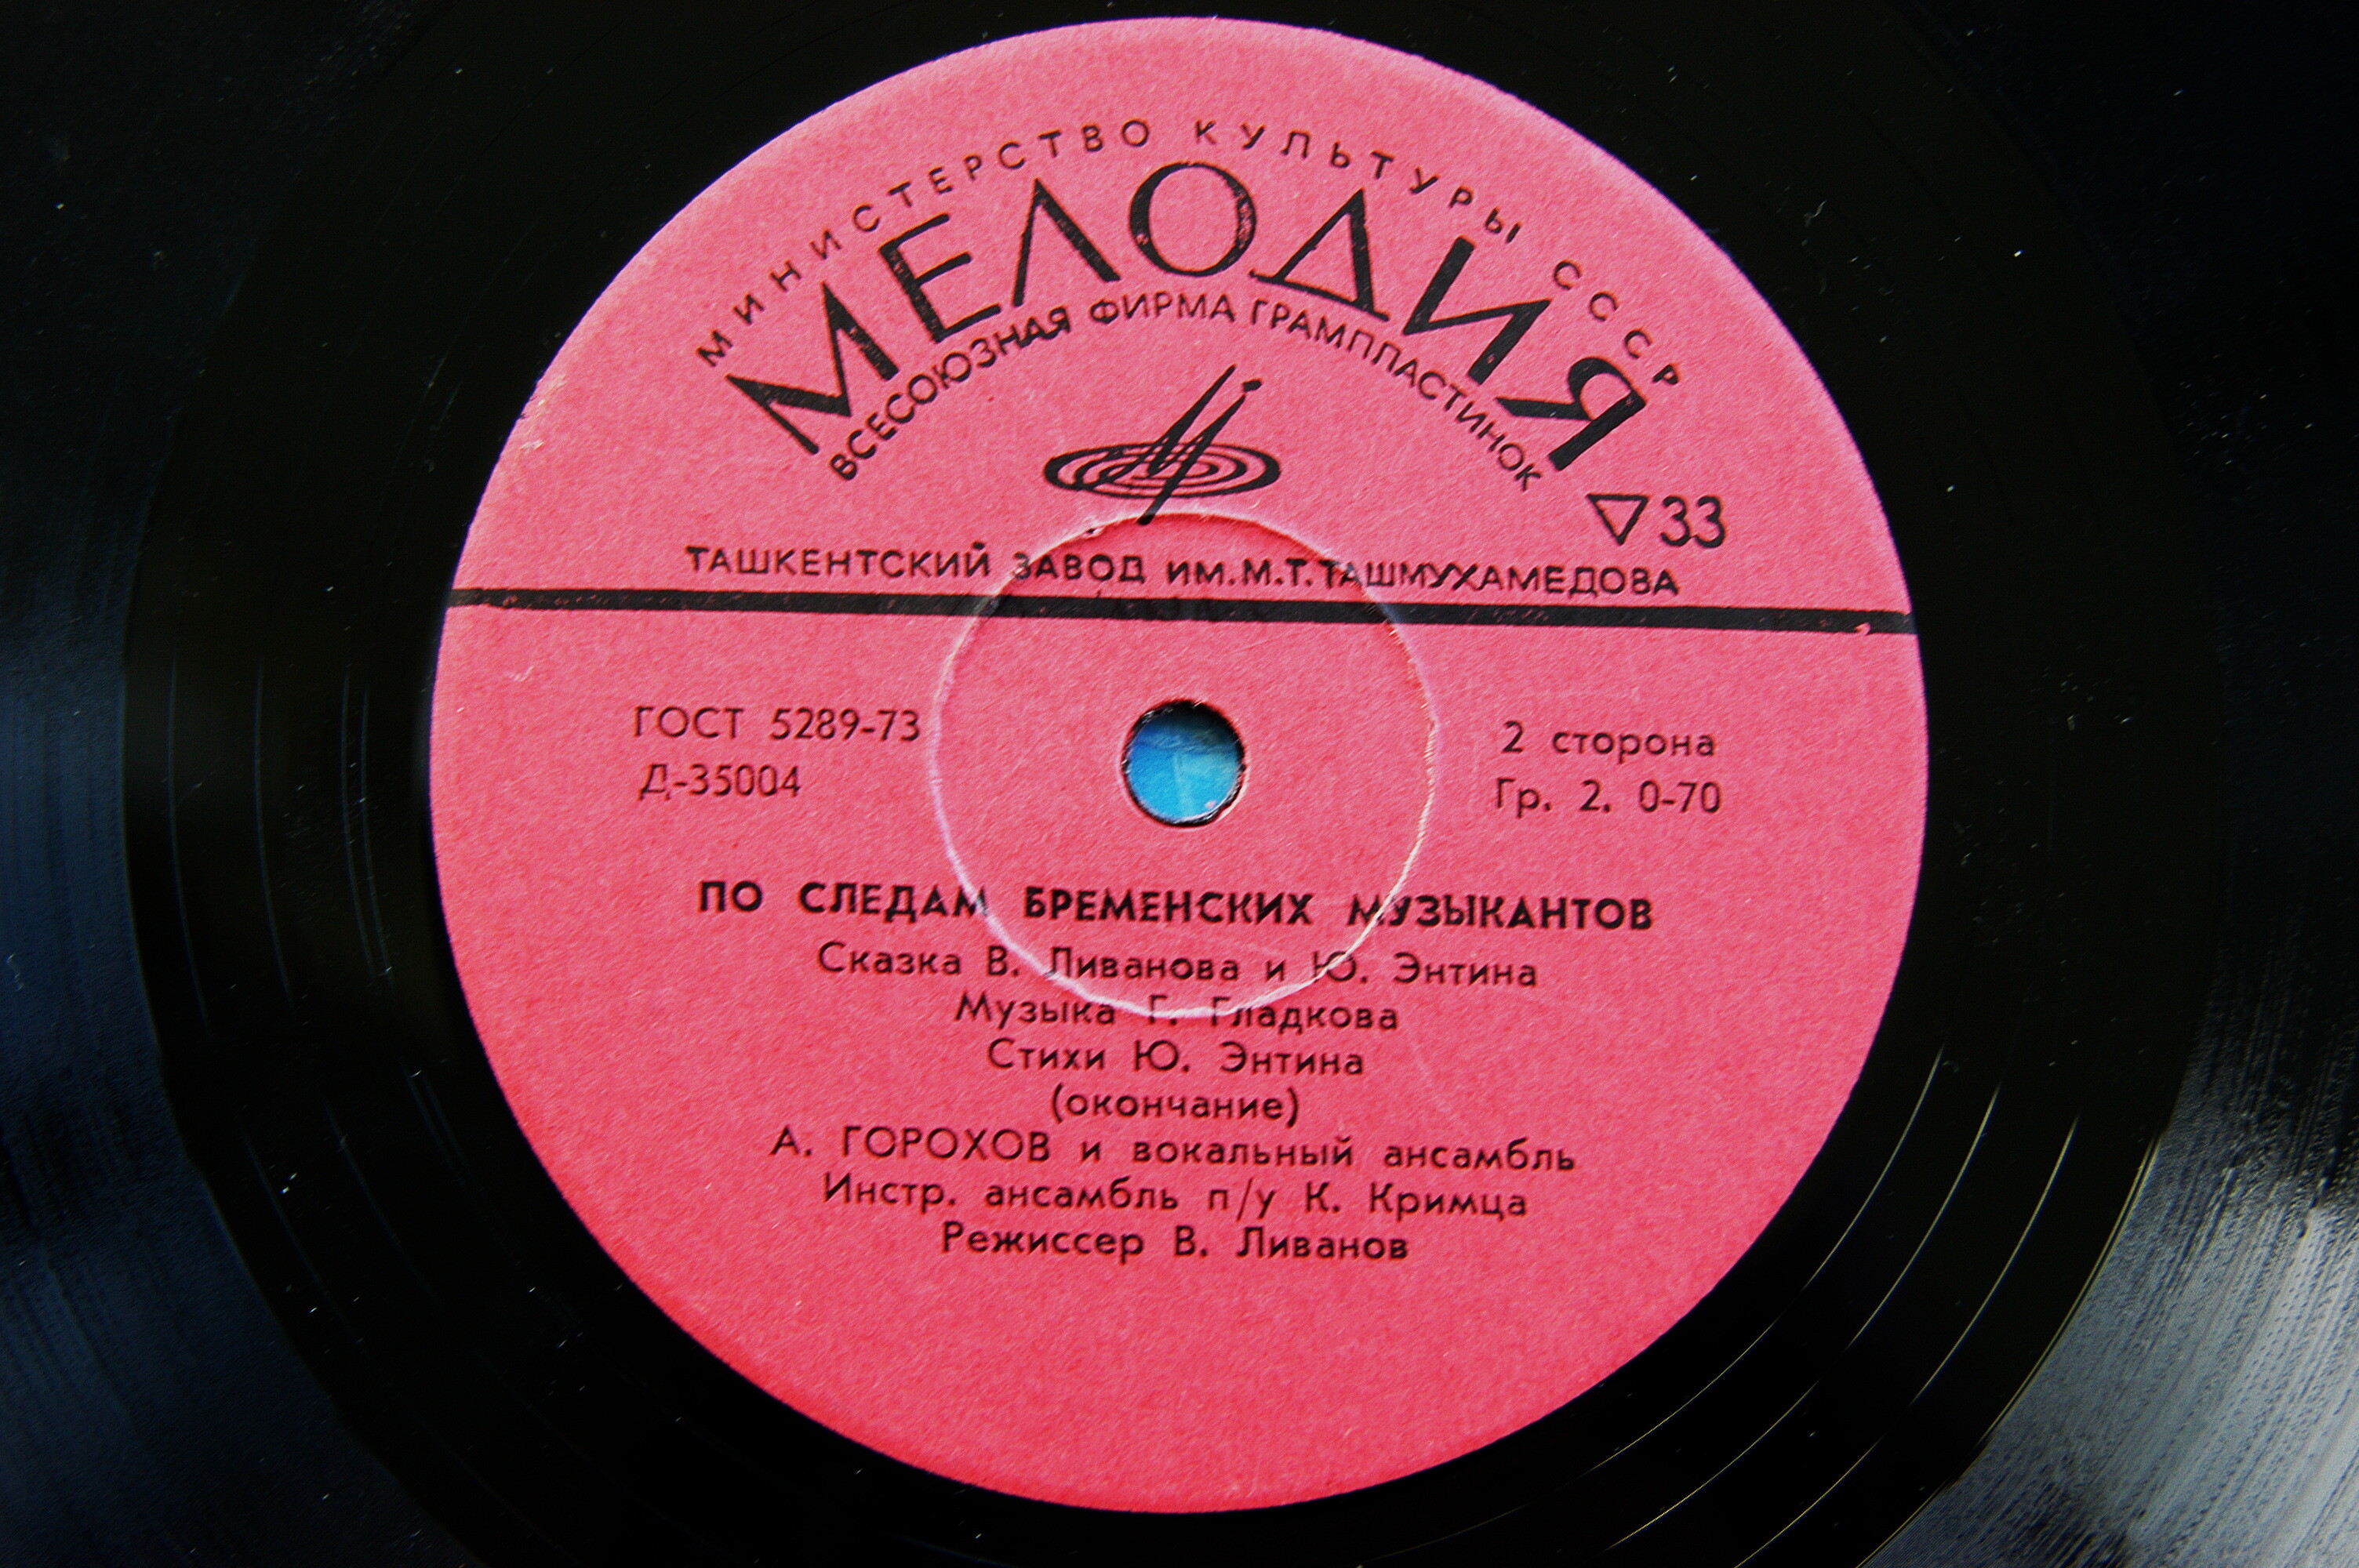 МИНИСТЕРСТВО КУЛЬТУРЫ СССР
МЕЛОДИЯ
ВСЕСОЮЗНАЯ ФИРМА ГРАМПЛАСТИНОК
▽33
ТАШКЕНТСКИЙ ЗАВОД ИМ.М.Т.ТАШМУХАМЕДОВА
ГОСТ 5289-73
Д-35004
2 сторона
Гр. 2. 0-70
ПО СЛЕДАМ БРЕМЕНСКИХ МУЗЫКАНТОВ
Сказка В. Ливанова и Ю. Энтина
Музыка Г. Гладкова
Стихи Ю. Энтина
(окончание)
А. ГОРОХОВ и вокальный ансамбль
Инстр. ансамбль п/у К. Кримца
Режиссер В. Ливанов